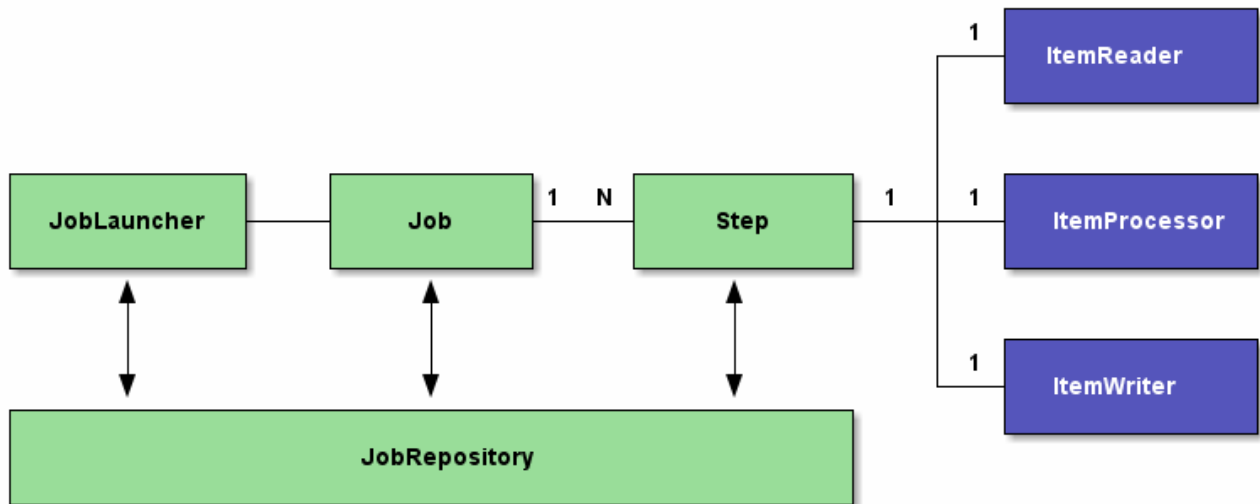 1
ItemReader
JobLauncher
Job
1 N
Step
1
1
ItemProcessor
1
ItemWriter
JobRepository